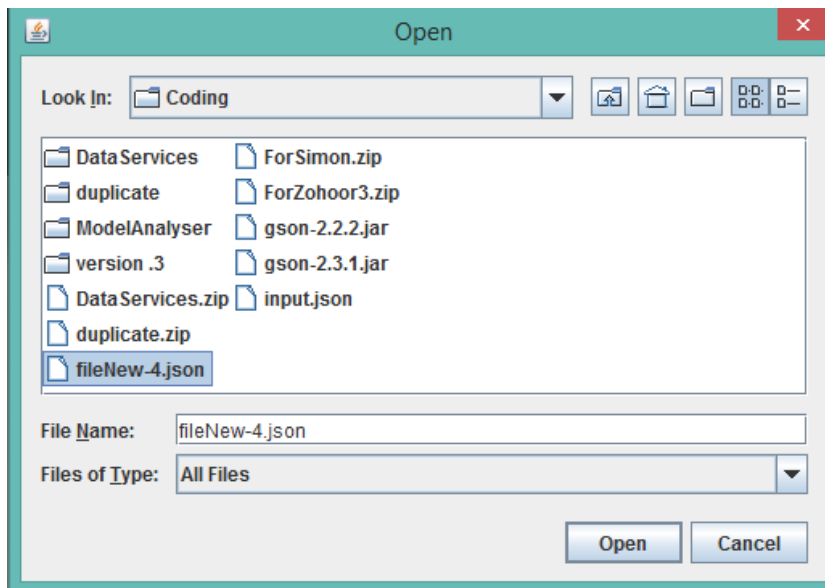 Open
Look In: Coding
DataServices ForSimon.zip
duplicate ForZohoor3.zip
ModelAnalyser gson-2.2.2.jar
version .3 gson-2.3.1.jar
DataServices.zip input.json
duplicate.zip
fileNew-4.json
File Name: fileNew-4.json
Files of Type: All Files
Open Cancel